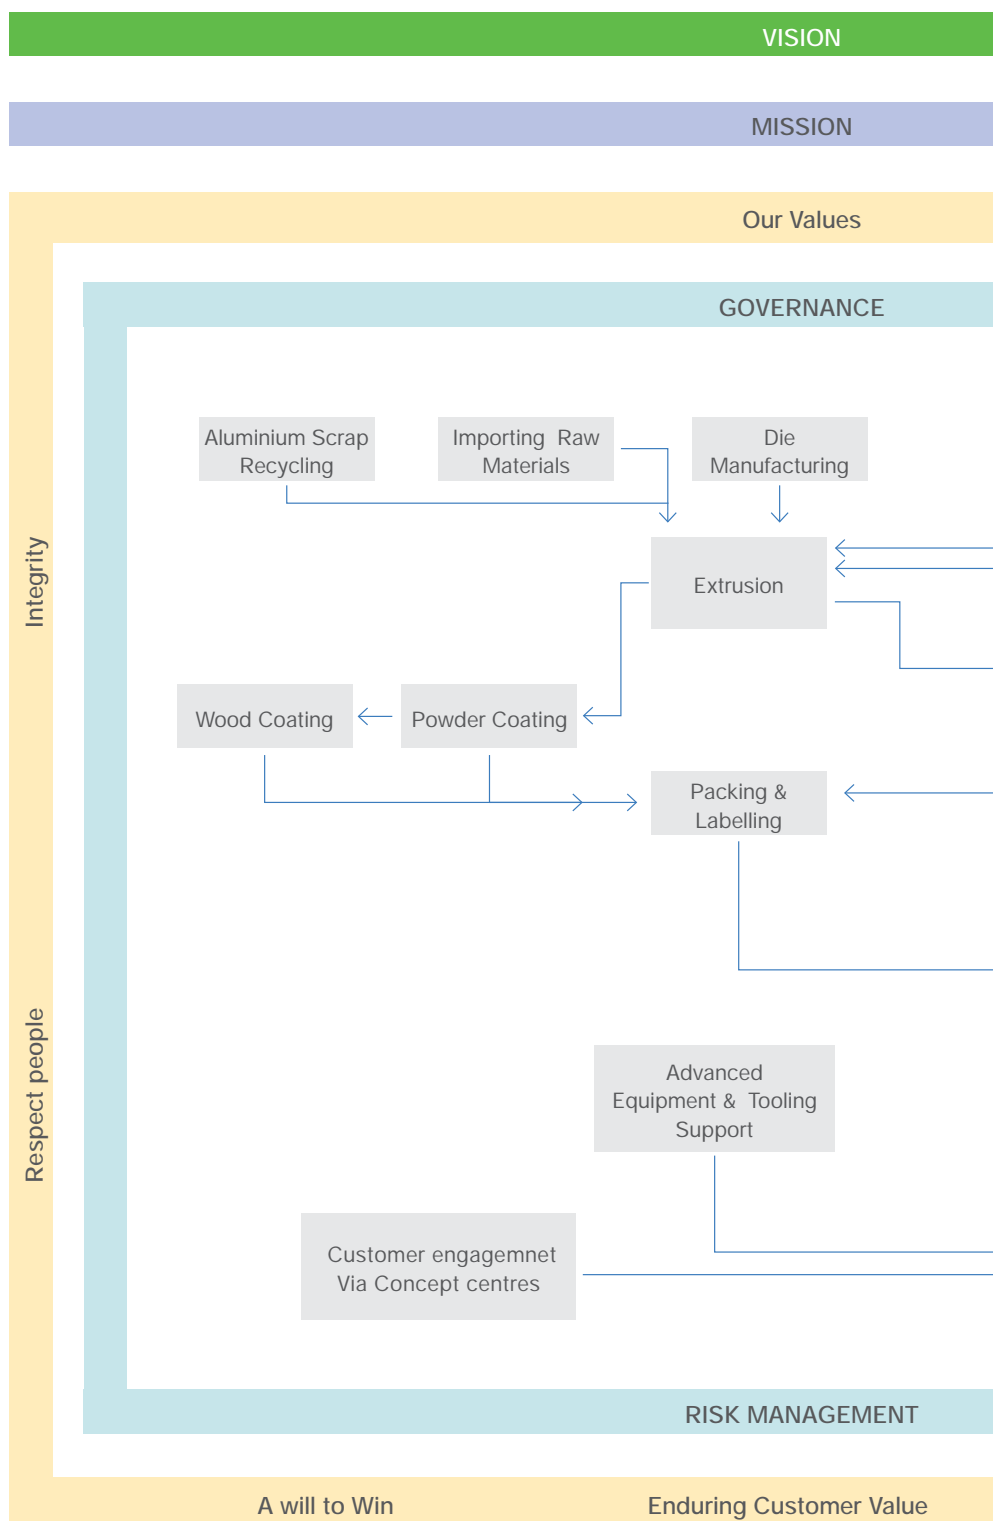 VISION
MISSION
Our Values
GOVERNANCE
Aluminium Scrap
Recycling
Importing Raw
Materials
Die
Manufacturing
Integrity
Extrusion
Wood Coating
Powder Coating
Packing &
Labelling
Respect people
Advanced
Equipment & Tooling
Support
Customer engagemnet
Via Concept centres
RISK MANAGEMENT
A will to Win
Enduring Customer Value